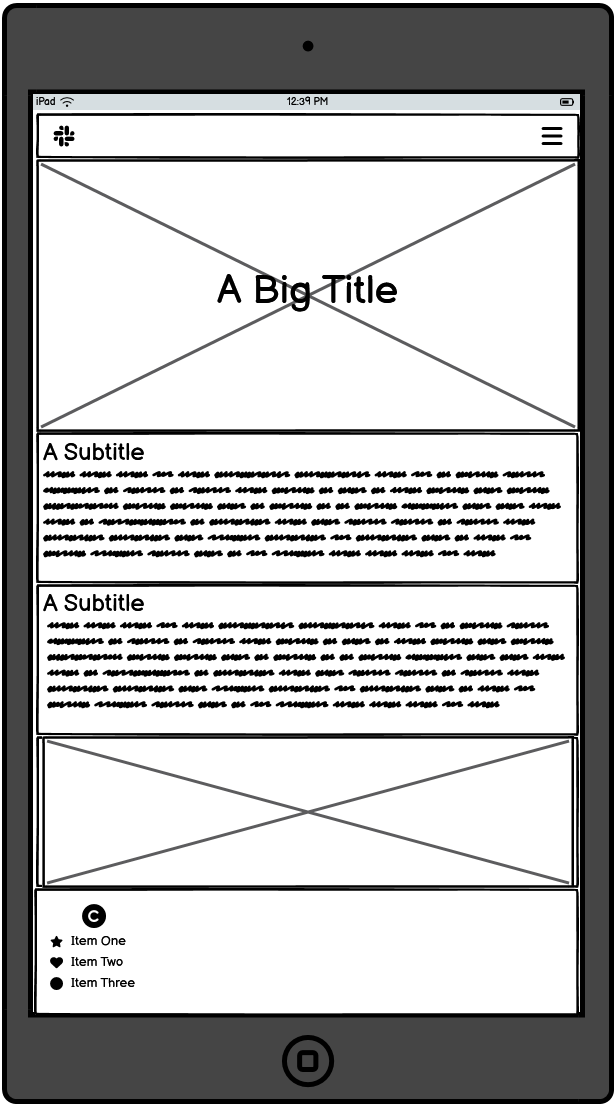 iPad
12:39 PM
A Big Title
A Subtitle
A Subtitle
C
Item One
Item Two
Item Three